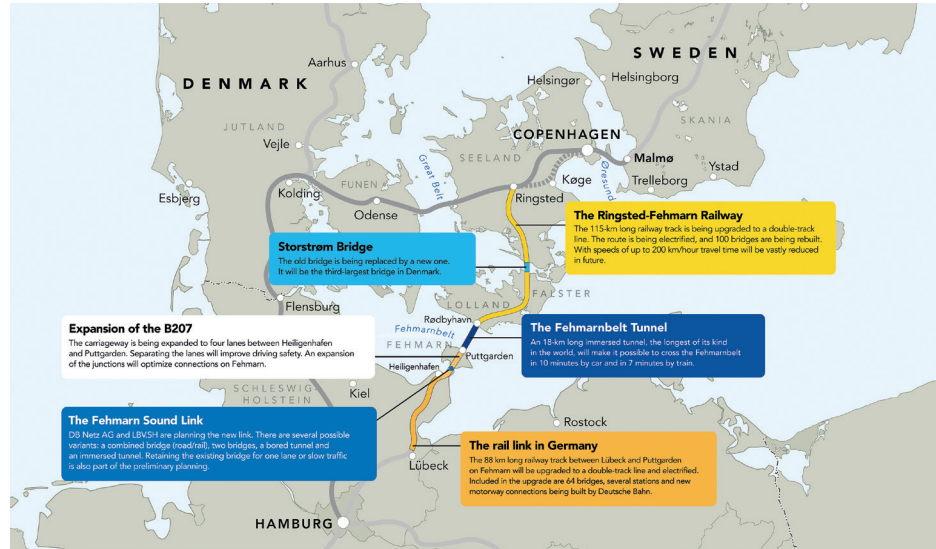 SWEDEN
DENMARK
Aarhus
Helsingør
Helsingborg
JUTLAND
SKANIA
COPENHAGEN
Vejle
SEELAND
Malmø
Great Belt
Øresund
Køge
Ystad
Trelleborg
Esbjerg
Kolding
FUNEN
Odense
Ringsted
The Ringsted-Fehmarn Railway
The 115-km long railway track is being upgraded to a double-track
line. The route is being electrified, and 100 bridges are being rebuilt.
With speeds of up to 200 km/hour travel time will be vastly reduced
in future.
Storstrøm Bridge
The old bridge is being replaced by a new one.
It will be the third-largest bridge in Denmark.
Flensburg
LOLLAND
FALSTER
Rødbyhavn
Fehmarnbelt
FEHMARN
Puttgarden
Heiligenhafen
Expansion of the B207
The carriageway is being expanded to four lanes between Heiligenhafen
and Puttgarden. Separating the lanes will improve driving safety. An expansion
of the junctions will optimize connections on Fehmarn.
The Fehmarnbelt Tunnel
An 18-km long immersed tunnel, the longest of its kind
in the world, will make it possible to cross the Fehmarnbelt
in 10 minutes by car and in 7 minutes by train.
SCHLESWIG-
HOLSTEIN
Kiel
Rostock
The Fehmarn Sound Link
DB Netz AG and LBV.SH are planning the new link. There are several possible
variants: a combined bridge (road/rail), two bridges, a bored tunnel and
an immersed tunnel. Retaining the existing bridge for one lane or slow traffic
is also part of the preliminary planning.
The rail link in Germany
The 88 km long railway track between Lübeck and Puttgarden
on Fehmarn will be upgraded to a double-track line and electrified.
Included in the upgrade are 64 bridges, several stations and new
motorway connections being built by Deutsche Bahn.
Lübeck
HAMBURG